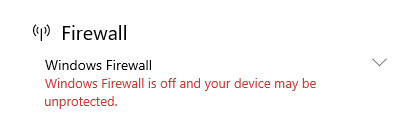 Firewall
Windows Firewall
Windows Firewall is off and your device may be
unprotected.